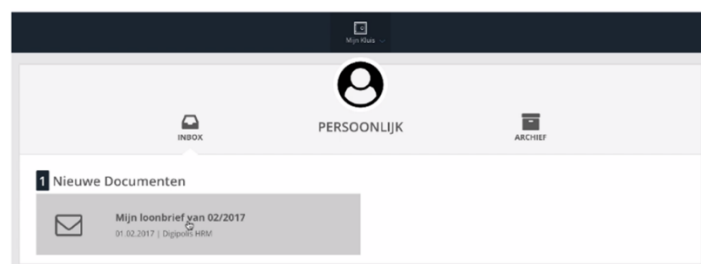 Mijn Kluis
PERSOONLIJK
INBOX
ARCHIEF
1 Nieuwe Documenten
Mijn loonbrief van 02/2017
01.02.2017 | Digipolis HRM